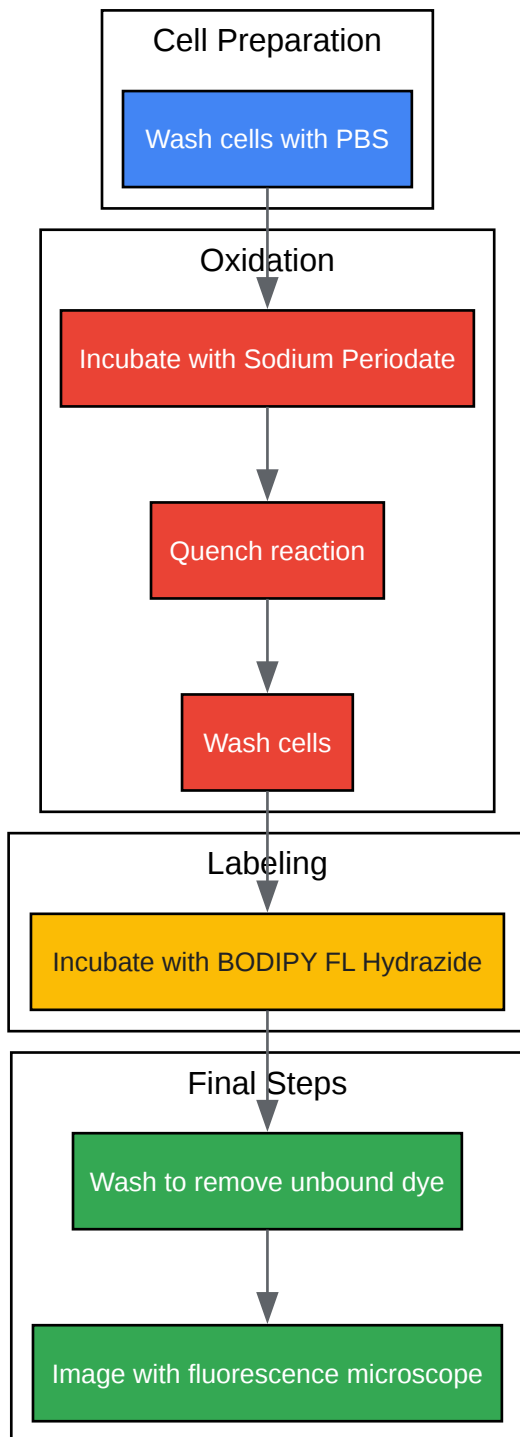 Cell Preparation
Wash cells with PBS
Oxidation
Incubate with Sodium Periodate
Quench reaction
Wash cells
Labeling
Incubate with BODIPY FL Hydrazide
Final Steps
Wash to remove unbound dye
Image with fluorescence microscope